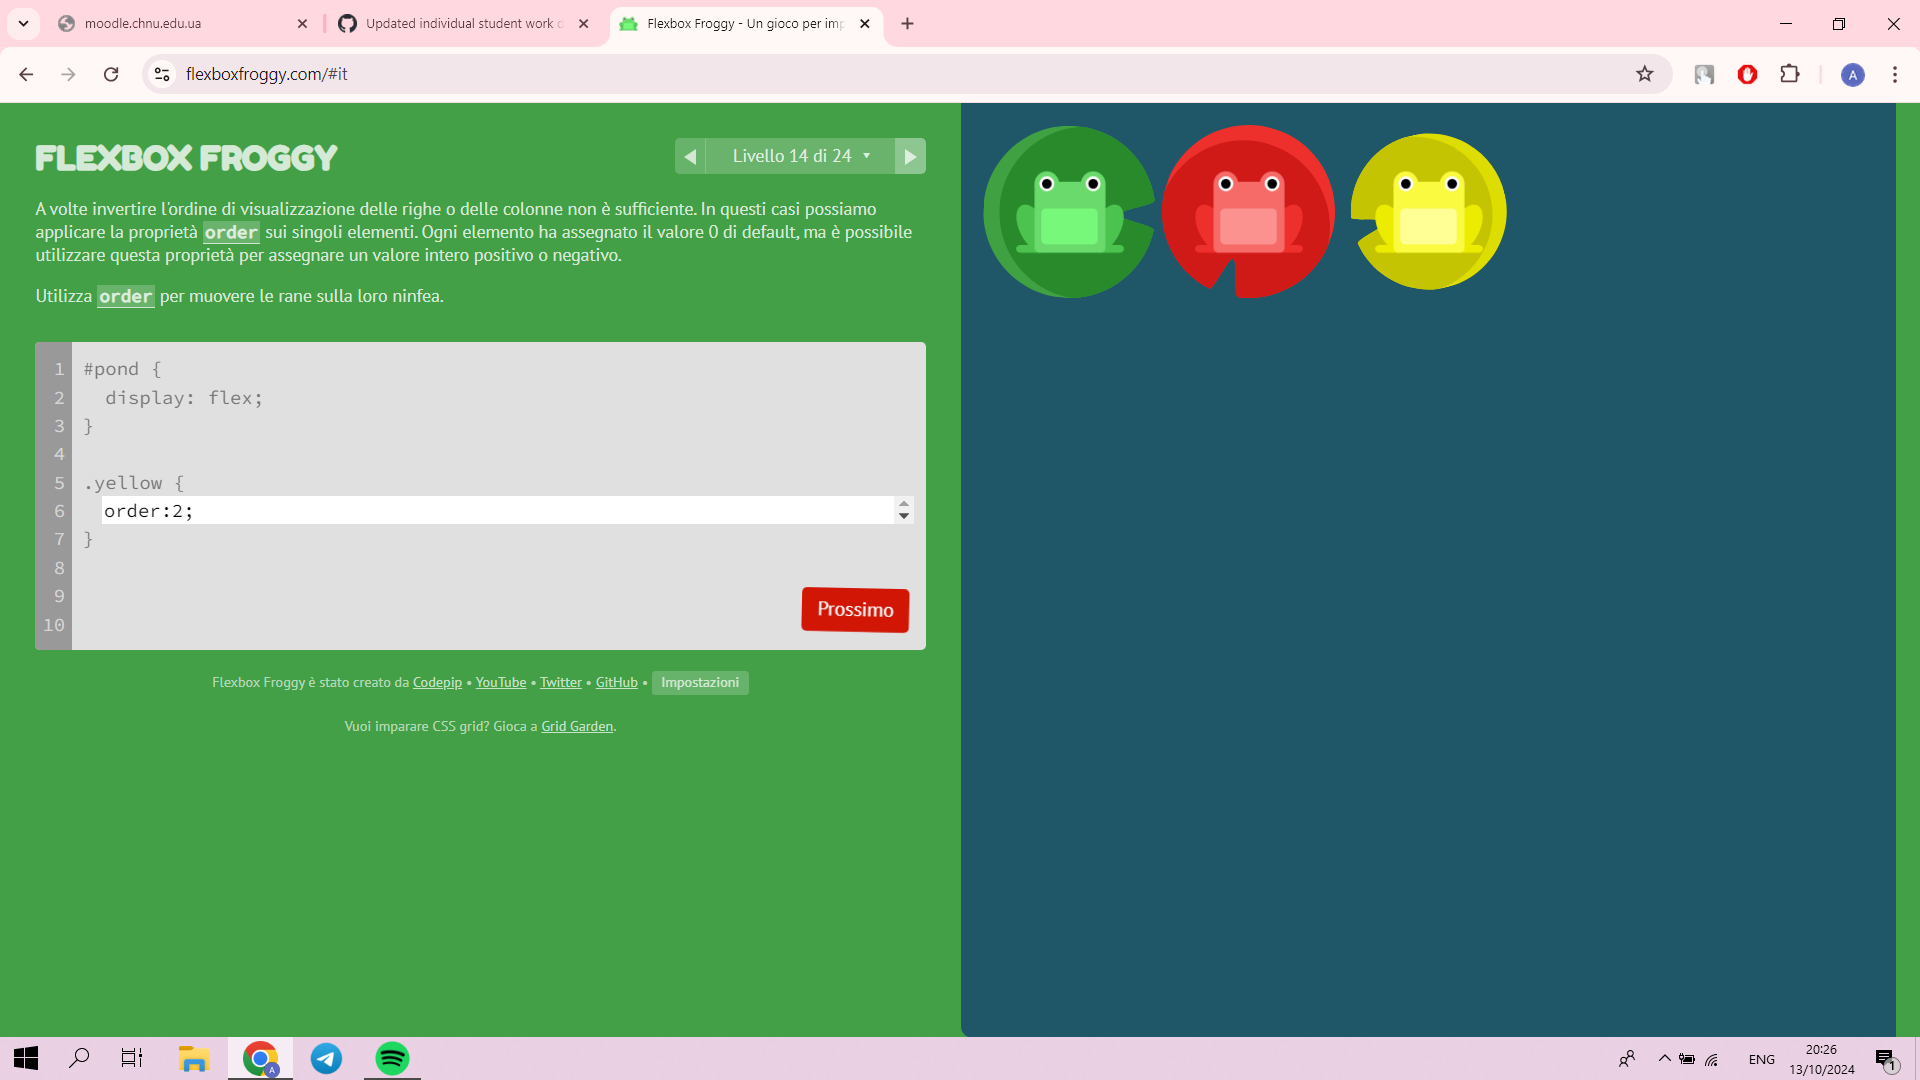 moodle.chnu.edu.ua
Updated individual student work
Flexbox Froggy - Un gioco per
flexboxfroggy.com/#it
A
FLEXBOX FROGGY
Livello 14 di 24
A volte invertire l'ordine di visualizzazione delle righe o delle colonne non è sufficiente. In questi casi possiamo
applicare la proprietà order sui singoli elementi. Ogni elemento ha assegnato il valore 0 di default, ma è possibile
utilizzare questa proprietà per assegnare un valore intero positivo o negativo.
Utilizza order per muovere le rane sulla loro ninfea.
1 #pond {
2 display: flex;
3 }
4
5 .yellow {
6 order:2;
7 }
8
9
10
Prossimo
Flexbox Froggy è stato creato da Codepip • YouTube • Twitter • GitHub • Impostazioni
Vuoi imparare CSS grid? Gioca a Grid Garden.
A
ENG
20:26
13/10/2024
1